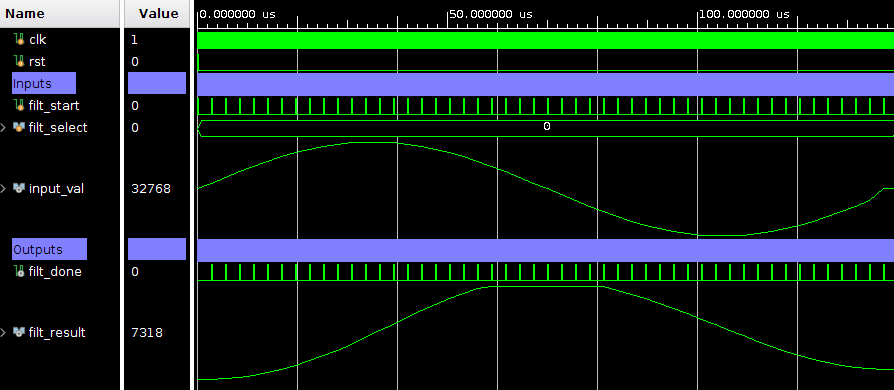 Name Value 0.000000 us 50.000000 us 100.000000 us
clk 1
rst 0
Inputs
filt_start 0
filt_select 0 0
input_val 32768
Outputs
filt_done 0
filt_result 7318